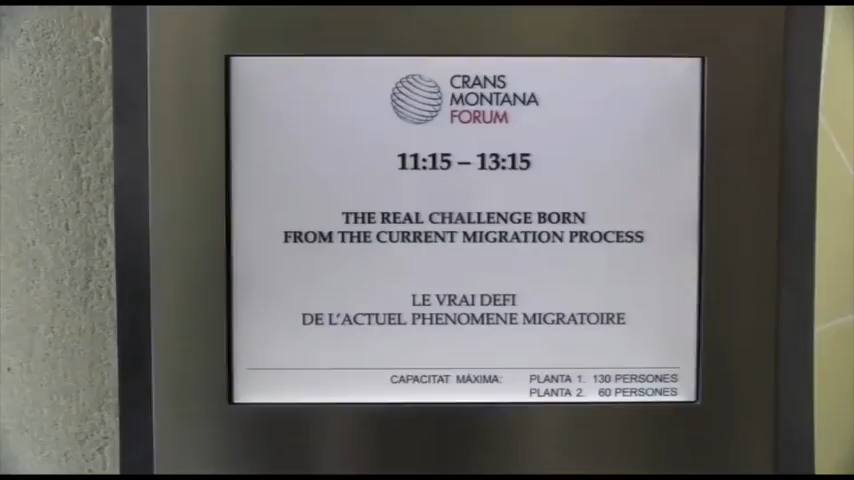 CRANS
MONTANA
FORUM
11:15 – 13:15
THE REAL CHALLENGE BORN
FROM THE CURRENT MIGRATION PROCESS
LE VRAI DEFI
DE L'ACTUEL PHENOMENE MIGRATOIRE
CAPACITAT MÁXIMA: PLANTA 1. 130 PERSONES
PLANTA 2. 60 PERSONES